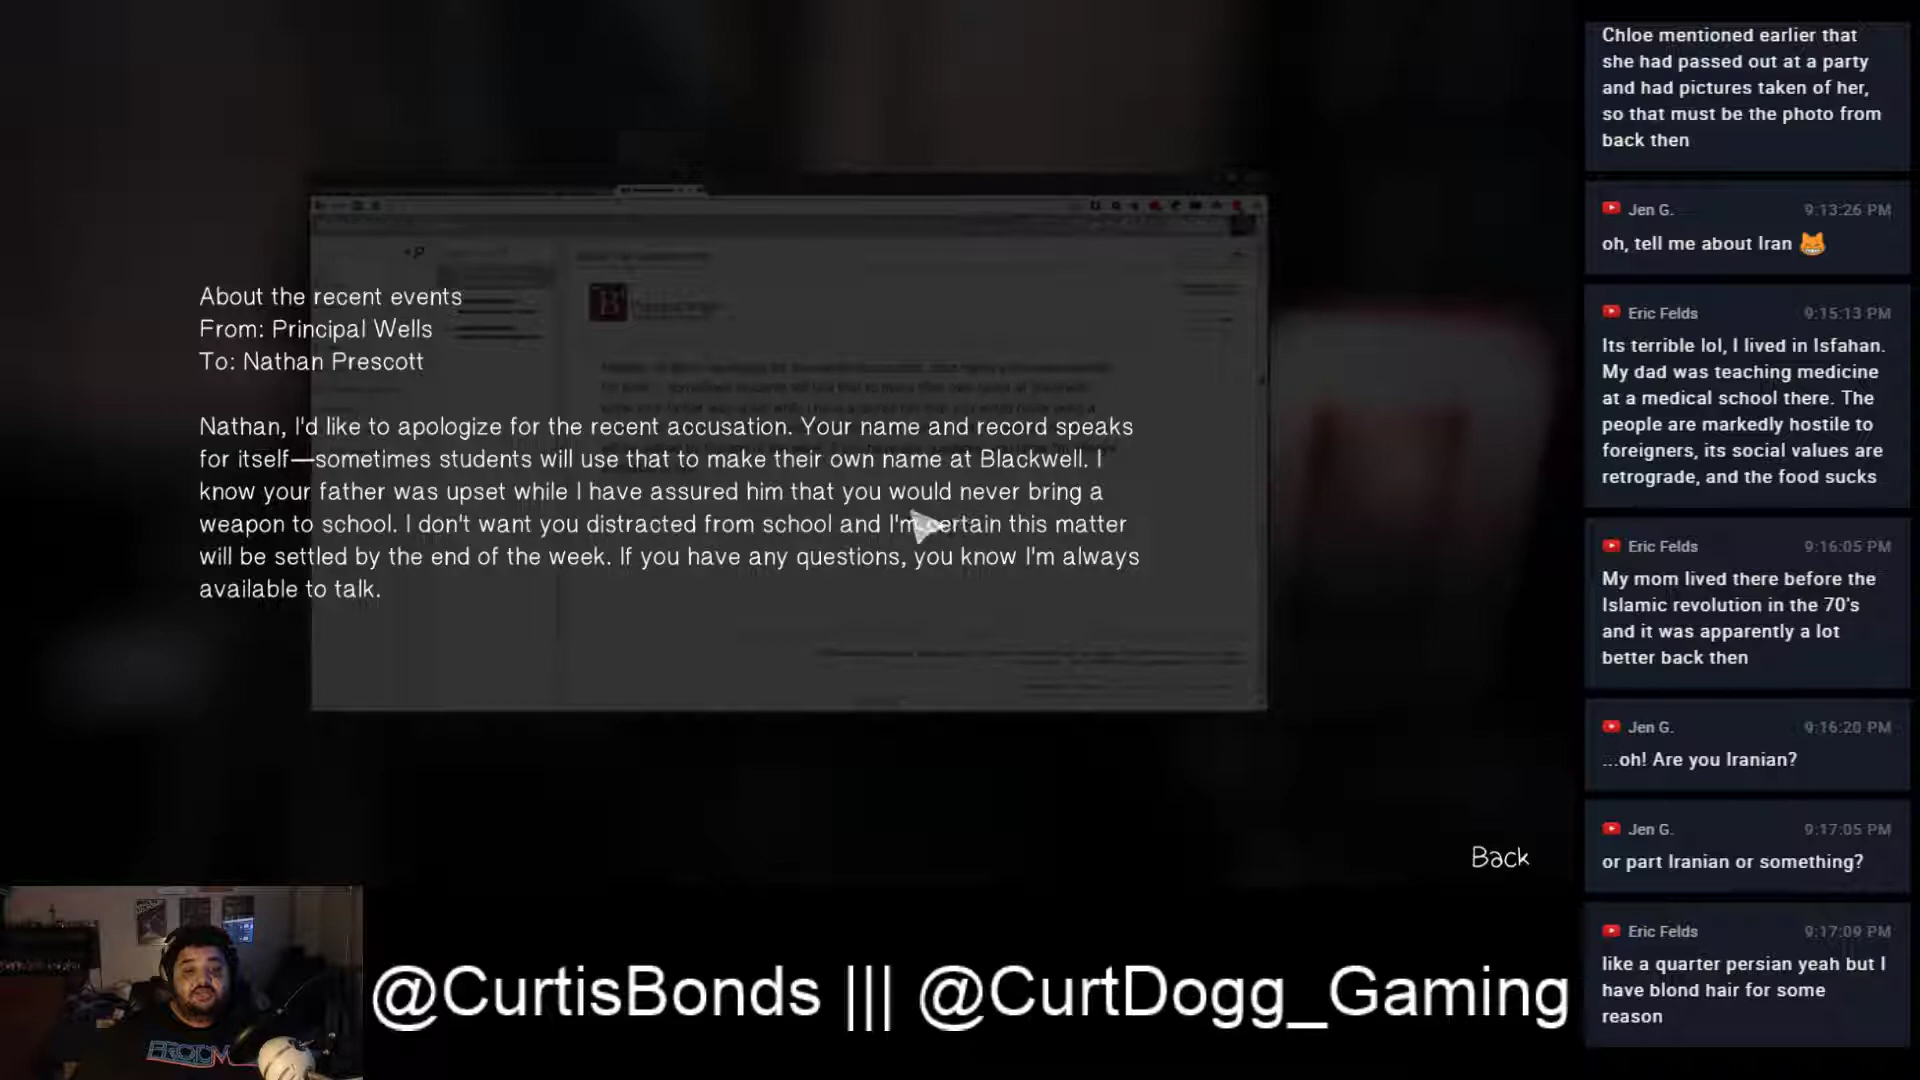 About the recent events
From: Principal Wells
To: Nathan Prescott
Nathan, I'd like to apologize for the recent accusation. Your name and record speaks
for itself—sometimes students will use that to make their own name at Blackwell. I
know your father was upset while I have assured him that you would never bring a
weapon to school. I don't want you distracted from school and I'm certain this matter
will be settled by the end of the week. If you have any questions, you know I'm always
available to talk.
Back
@CurtisBonds ||| @CurtDogg_Gaming
Chloe mentioned earlier that
she had passed out at a party
and had pictures taken of her,
so that must be the photo from
back then
Jen G. 9:13:26 PM
oh, tell me about Iran
Eric Felds 9:15:13 PM
Its terrible lol, I lived in Isfahan.
My dad was teaching medicine
at a medical school there. The
people are markedly hostile to
foreigners, its social values are
retrograde, and the food sucks
Eric Felds 9:16:05 PM
My mom lived there before the
Islamic revolution in the 70's
and it was apparently a lot
better back then
Jen G. 9:16:20 PM
...oh! Are you Iranian?
Jen G. 9:17:05 PM
or part Iranian or something?
Eric Felds 9:17:09 PM
like a quarter persian yeah but I
have blond hair for some
reason